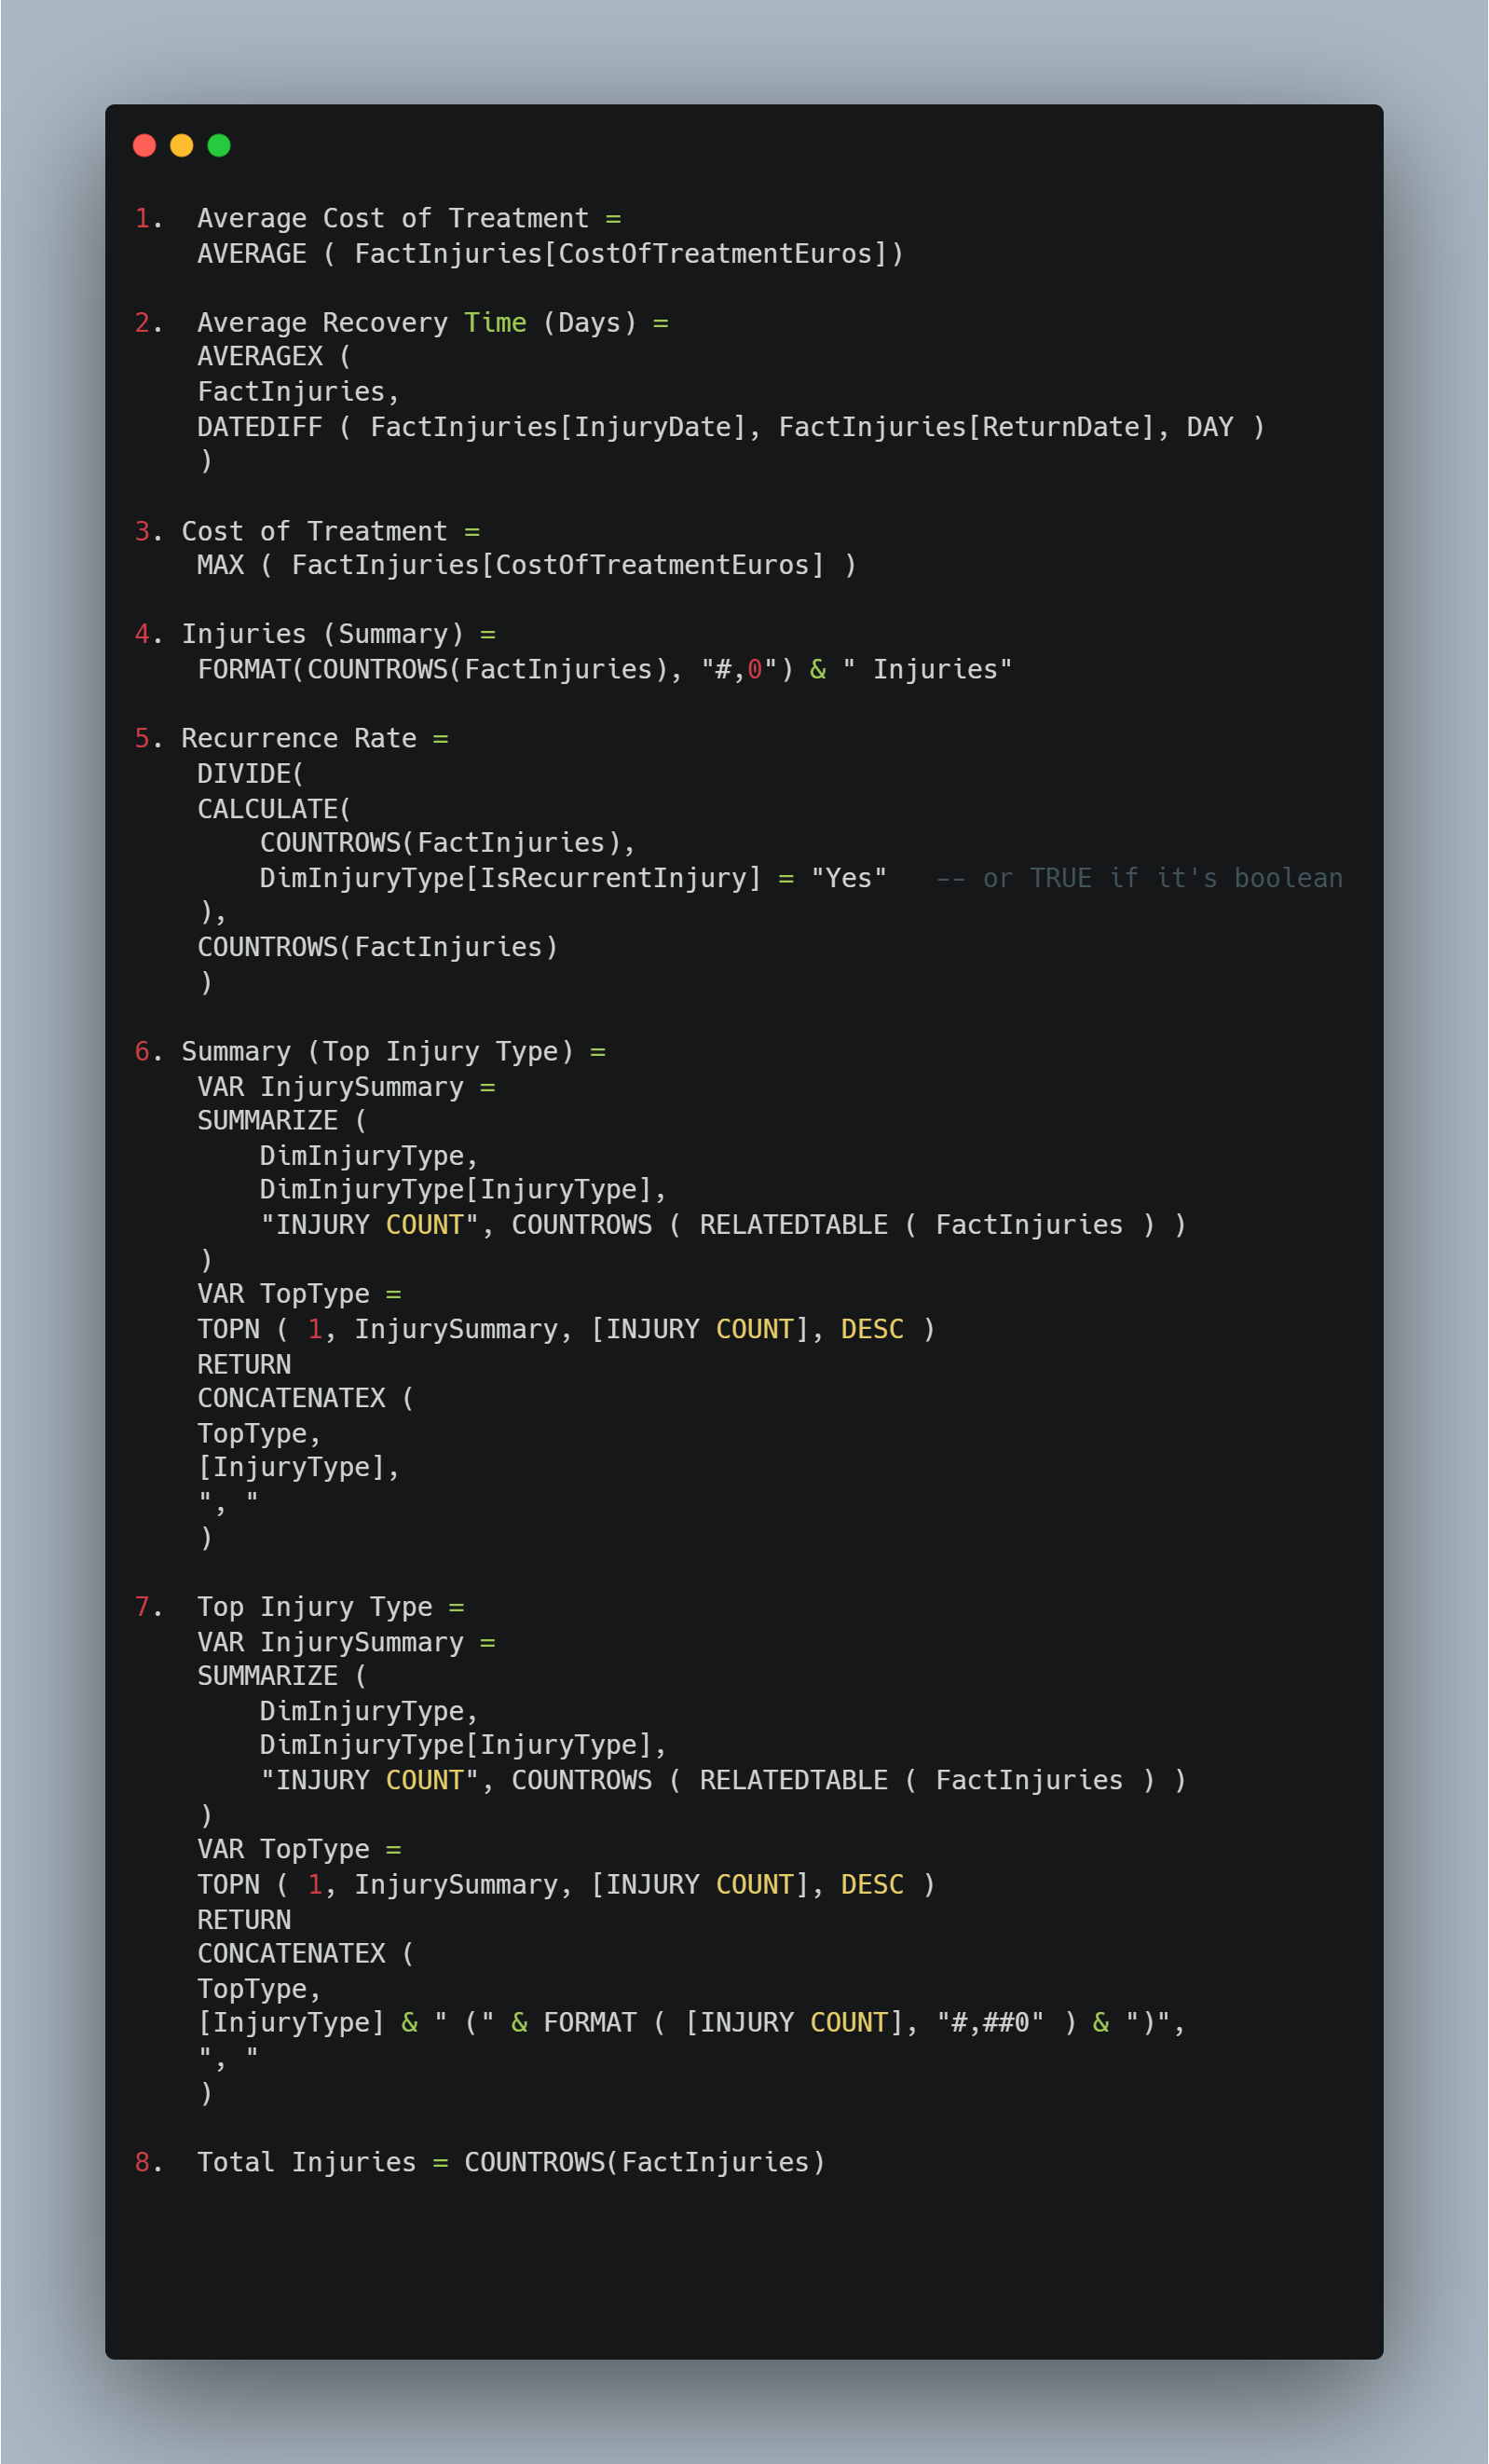 1.  Average Cost of Treatment =
    AVERAGE ( FactInjuries[CostOfTreatmentEuros])

2.  Average Recovery Time (Days) =
    AVERAGEX (
    FactInjuries,
    DATEDIFF ( FactInjuries[InjuryDate], FactInjuries[ReturnDate], DAY )
    )

3. Cost of Treatment =
    MAX ( FactInjuries[CostOfTreatmentEuros] )

4. Injuries (Summary) =
    FORMAT(COUNTROWS(FactInjuries), "#,0") & " Injuries"

5. Recurrence Rate =
    DIVIDE(
    CALCULATE(
        COUNTROWS(FactInjuries),
        DimInjuryType[IsRecurrentInjury] = "Yes"   -- or TRUE if it's boolean
    ),
    COUNTROWS(FactInjuries)
    )

6. Summary (Top Injury Type) =
    VAR InjurySummary =
    SUMMARIZE (
        DimInjuryType,
        DimInjuryType[InjuryType],
        "INJURY COUNT", COUNTROWS ( RELATEDTABLE ( FactInjuries ) )
    )
    VAR TopType =
    TOPN ( 1, InjurySummary, [INJURY COUNT], DESC )
    RETURN
    CONCATENATEX (
    TopType,
    [InjuryType],
    ", "
    )

7.  Top Injury Type =
    VAR InjurySummary =
    SUMMARIZE (
        DimInjuryType,
        DimInjuryType[InjuryType],
        "INJURY COUNT", COUNTROWS ( RELATEDTABLE ( FactInjuries ) )
    )
    VAR TopType =
    TOPN ( 1, InjurySummary, [INJURY COUNT], DESC )
    RETURN
    CONCATENATEX (
    TopType,
    [InjuryType] & " (" & FORMAT ( [INJURY COUNT], "#,##0" ) & ")",
    ", "
    )

8.  Total Injuries = COUNTROWS(FactInjuries)